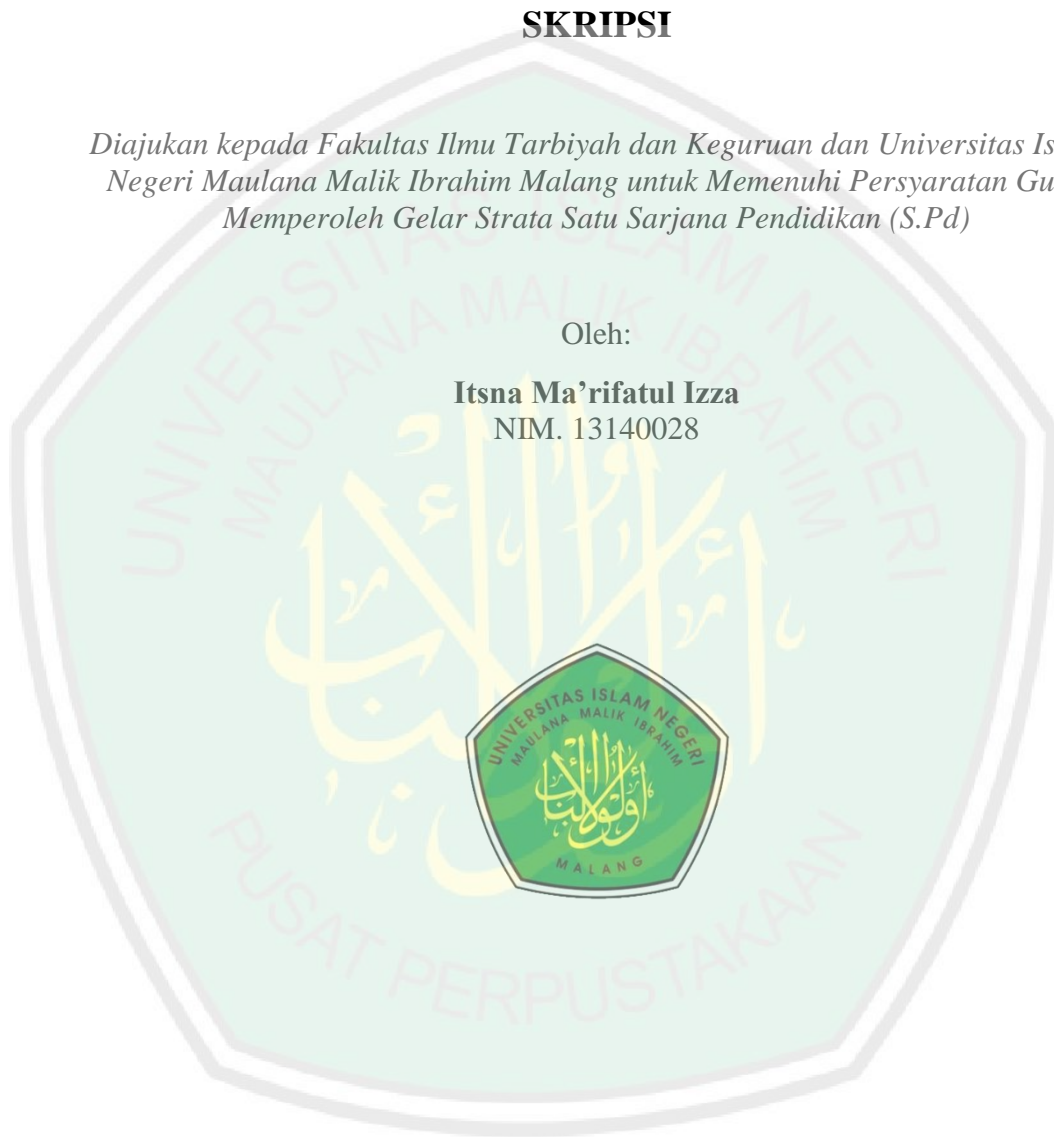 SKRIPSI
Diajukan kepada Fakultas Ilmu Tarbiyah dan Keguruan dan Universitas Is
Negeri Maulana Malik Ibrahim Malang untuk Memenuhi Persyaratan Gu
Memperoleh Gelar Strata Satu Sarjana Pendidikan (S.Pd)
Oleh:
Itsna Ma’rifatul Izza
NIM. 13140028
UNIVERSITAS ISLAM NEGERI
MAULANA MALIK IBRAHIM
PUSAT PERPUSTAKAAN
UNIVERSITAS ISLAM NEGERI
MAULANA MALIK IBRAHIM
أولو الألباب
MALANG